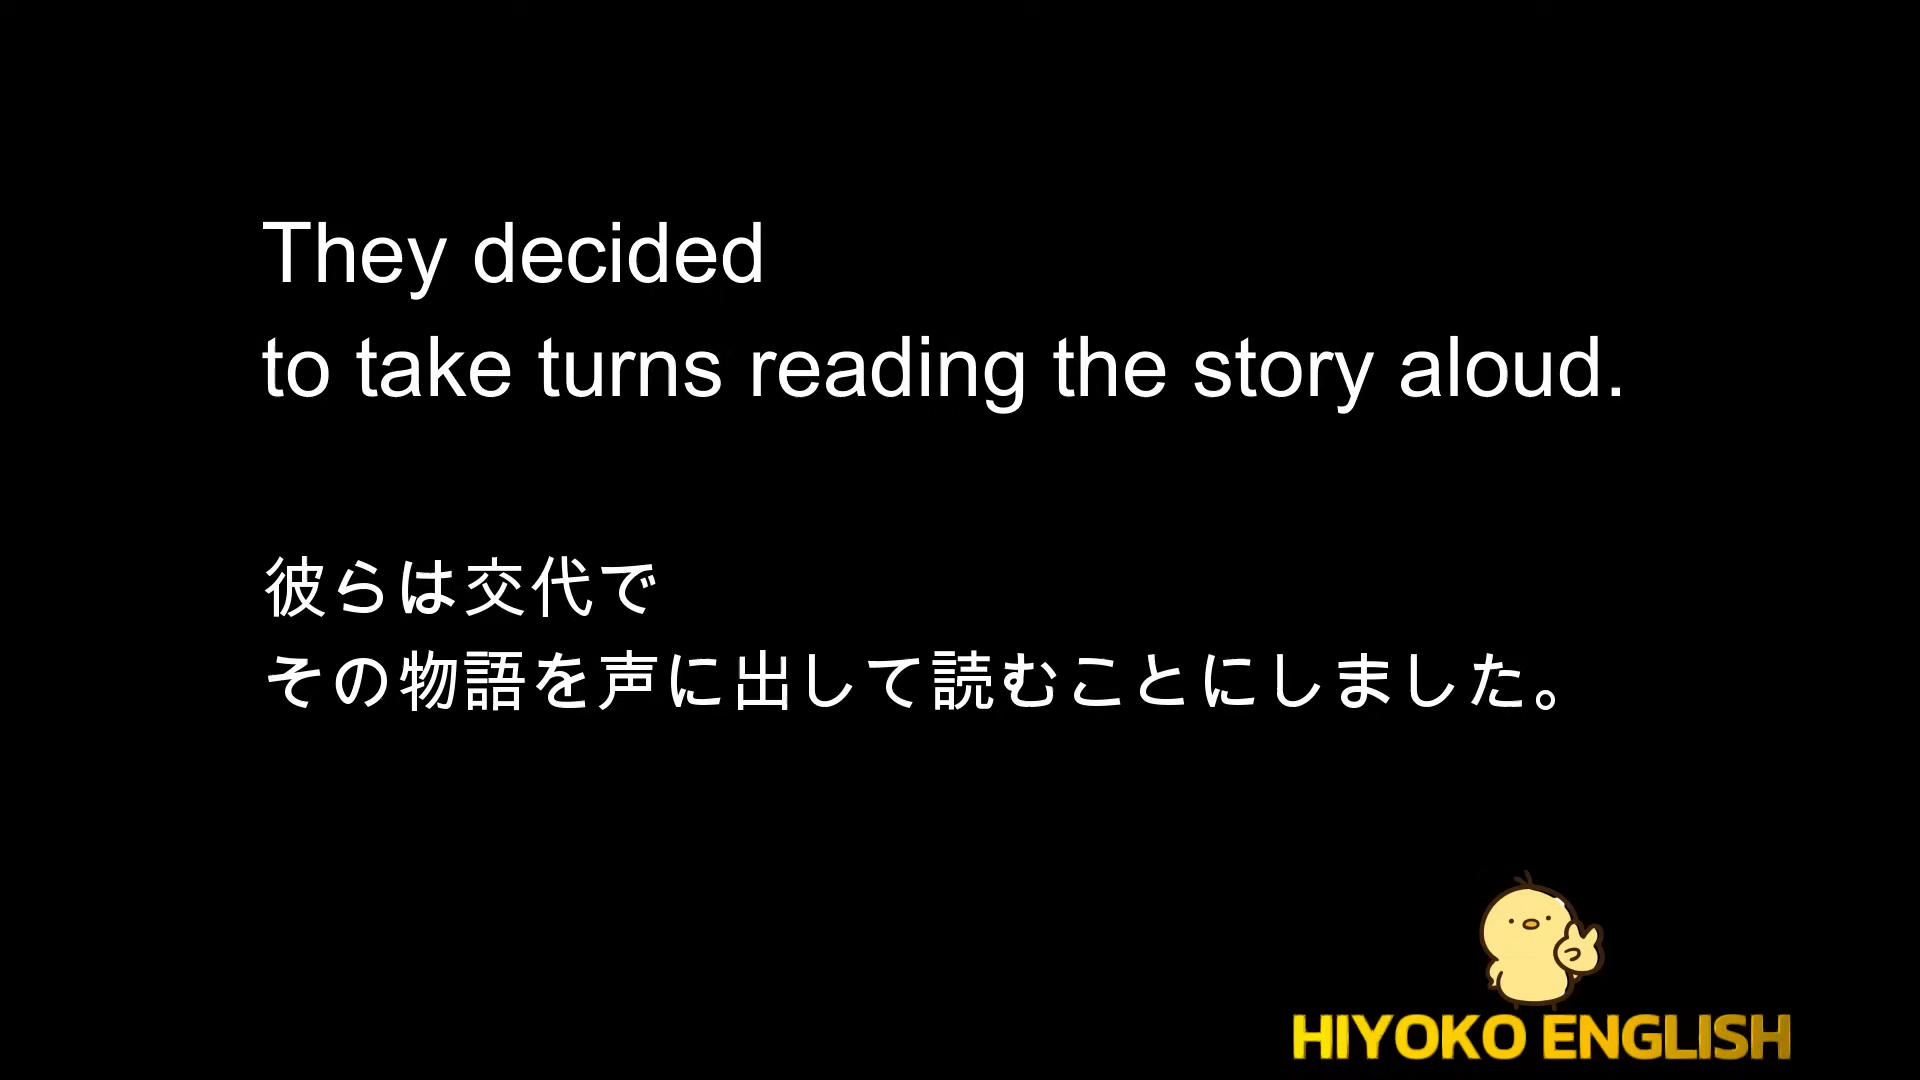 They decided
to take turns reading the story aloud.
彼らは交代で
その物語を声に出して読むことにしました。
HIYOKO ENGLISH